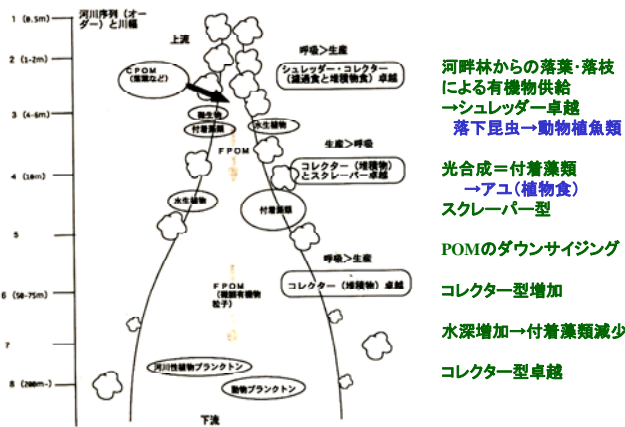 河川序列(オー
ダー)と川幅
1 (0.5m)
2 (1-2m)
3 (4-6m)
4 (10m)
5
6 (50-75m)
7
8 (200m-)
上流
CPOM
(落葉など)
微生物
付着藻類
水生植物
FPOM
水生植物
付着藻類
FPOM
(微細有機物
粒子)
河川性植物プランクトン
動物プランクトン
下流
呼吸>生産
シュレッダー・コレクター
(濾過食と堆積物食)卓越
生産>呼吸
コレクター(堆積物)
とスクレーパー卓越
呼吸>生産
コレクター(堆積物)卓越
河畔林からの落葉・落枝
による有機物供給
→シュレッダー卓越
落下昆虫→動物植魚類
光合成=付着藻類
→アユ(植物食)
スクレーパー型
POMのダウンサイジング
コレクター型増加
水深増加→付着藻類減少
コレクター型卓越